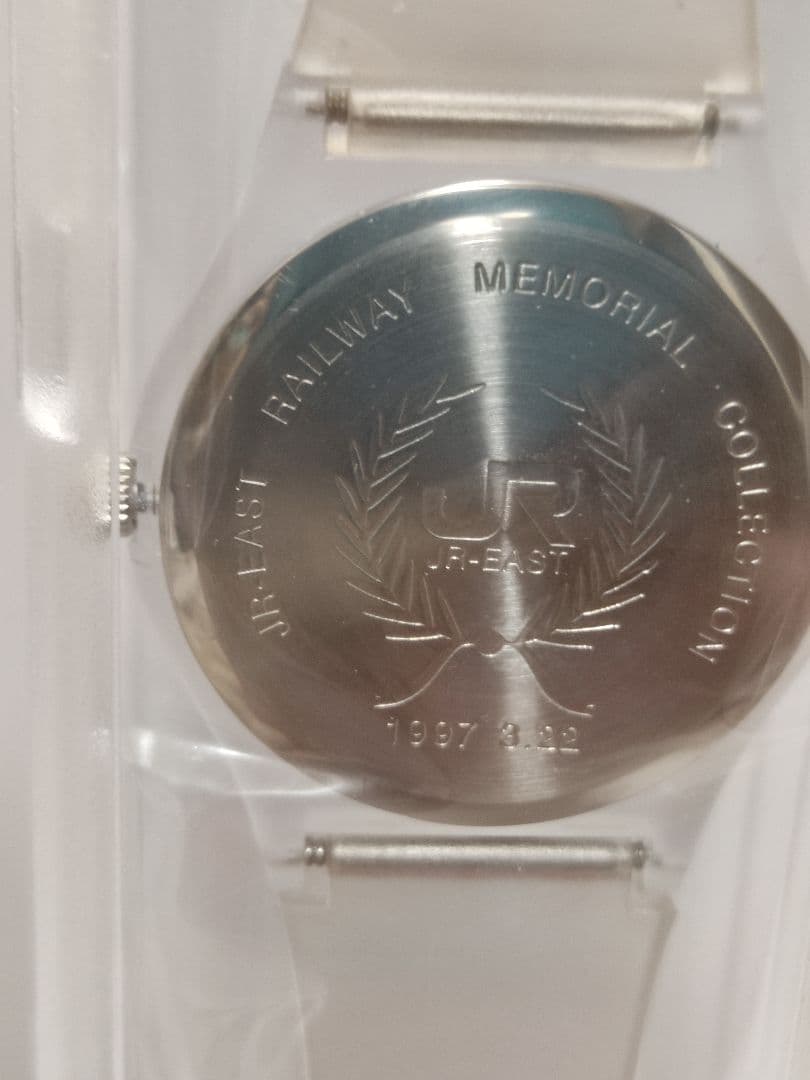 JR-EAST RAILWAY MEMORIAL COLLECTION
JR
JR-EAST
1997 3.22